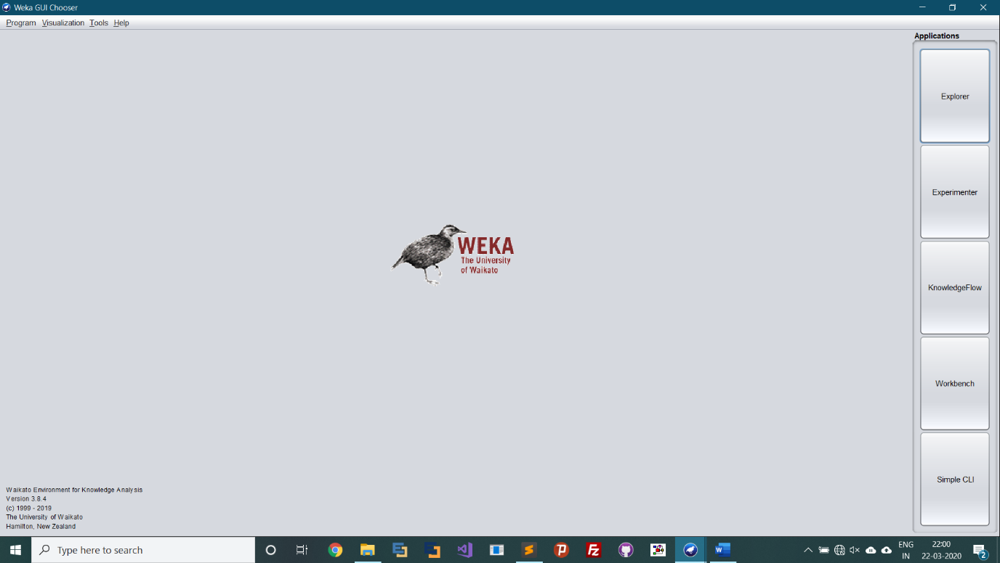 Weka GUI Chooser
Program Visualization Tools Help
Applications
Explorer
Experimenter
KnowledgeFlow
Workbench
Simple CLI
WEKA
The University
of Waikato
Waikato Environment for Knowledge Analysis
Version 3.8.4
(c) 1999 - 2019
The University of Waikato
Hamilton, New Zealand
Type here to search
ENG
IN
22:00
22-03-2020
2